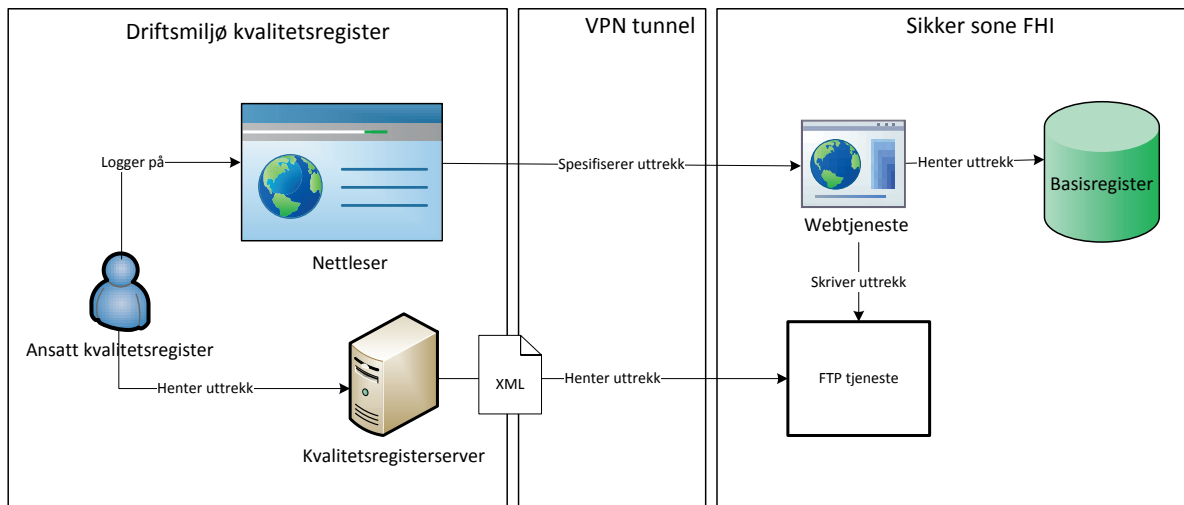 Driftsmiljø kvalitetsregister
VPN tunnel
Sikker sone FHI
Logger på
Spesifiserer uttrekk
Henter uttrekk
Basisregister
Nettleser
Webtjeneste
Skriver uttrekk
Ansatt kvalitetsregister
Henter uttrekk
XML
Henter uttrekk
FTP tjeneste
Kvalitetsregisterserver